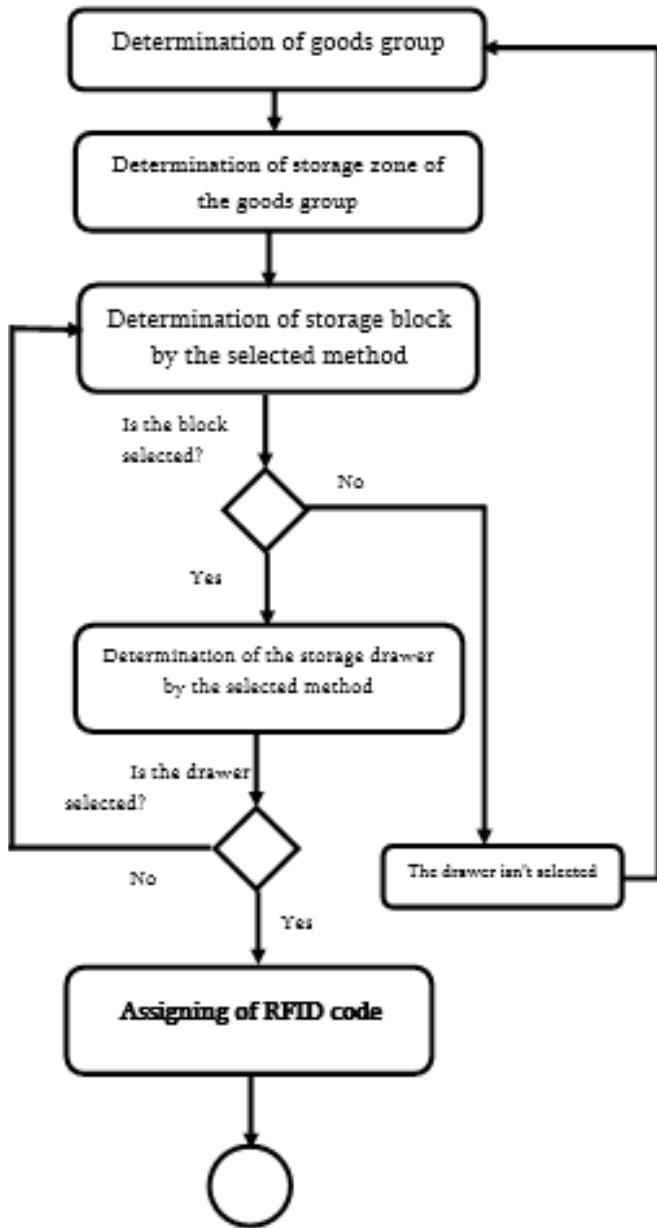 Determination of goods group
Determination of storage zone of
the goods group
Determination of storage block
by the selected method
Is the block
selected?
No
Yes
Determination of the storage drawer
by the selected method
Is the drawer
selected?
The drawer isn't selected
No
Yes
Assigning of RFID code